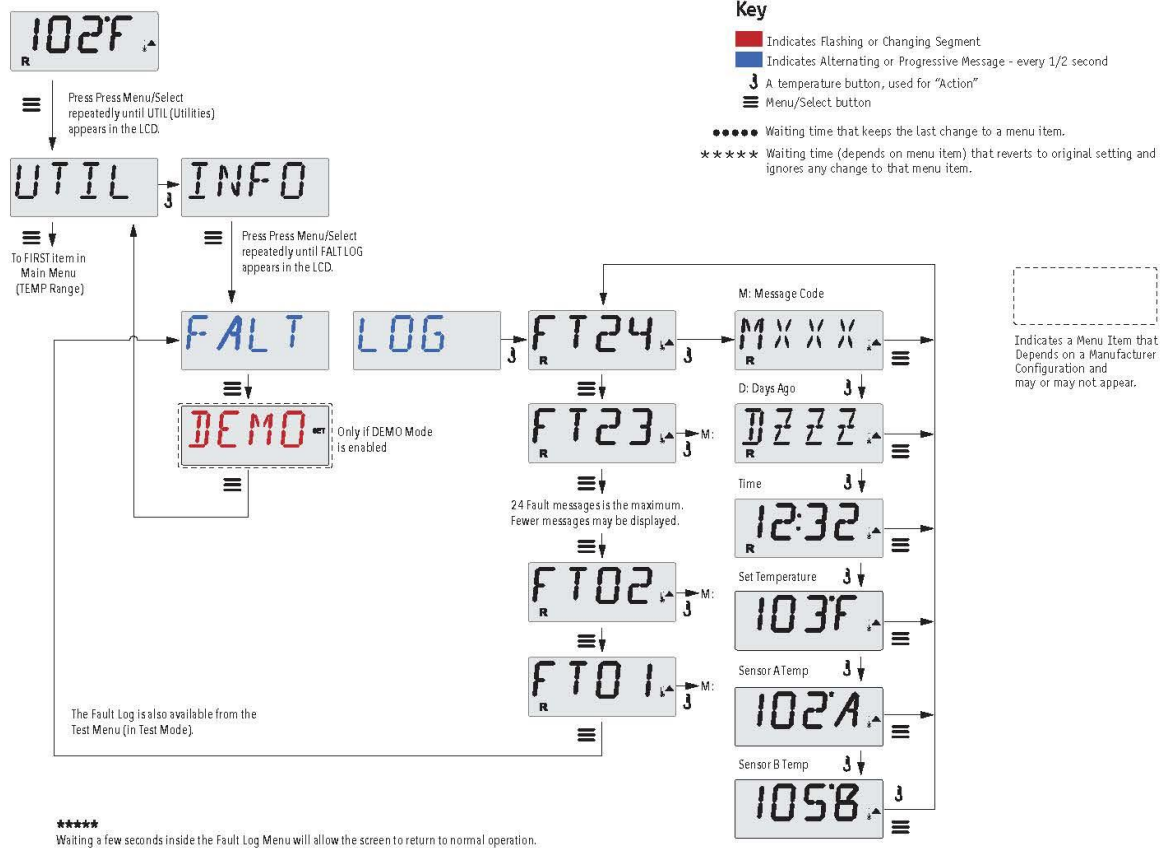 Key
Indicates Flashing or Changing Segment
Indicates Alternating or Progressive Message - every 1/2 second
A temperature button, used for "Action"
Menu/Select button
●●●●● Waiting time that keeps the last change to a menu item.
***** Waiting time (depends on menu item) that reverts to original setting and
ignores any change to that menu item.
102°F
R
Press Press Menu/Select
repeatedly until UTIL (Utilities)
appears in the LCD.
UTIL
INFO
To FIRST item in
Main Menu
(TEMP Range)
Press Press Menu/Select
repeatedly until FALT LOG
appears in the LCD.
FALT
LOG
DEMO
SET
Only if DEMO Mode
is enabled
FT24
R
FT23
R
M:
24 Fault messages is the maximum.
Fewer messages may be displayed.
FT02
R
M:
FT01
R
M:
M: Message Code
MXXX
R
D: Days Ago
DZZZ
R
Time
12:32
R
Set Temperature
103°F
Sensor A Temp
102°A
Sensor B Temp
105°B
Indicates a Menu Item that
Depends on a Manufacturer
Configuration and
may or may not appear.
The Fault Log is also available from the
Test Menu (in Test Mode).
*****
Waiting a few seconds inside the Fault Log Menu will allow the screen to return to normal operation.